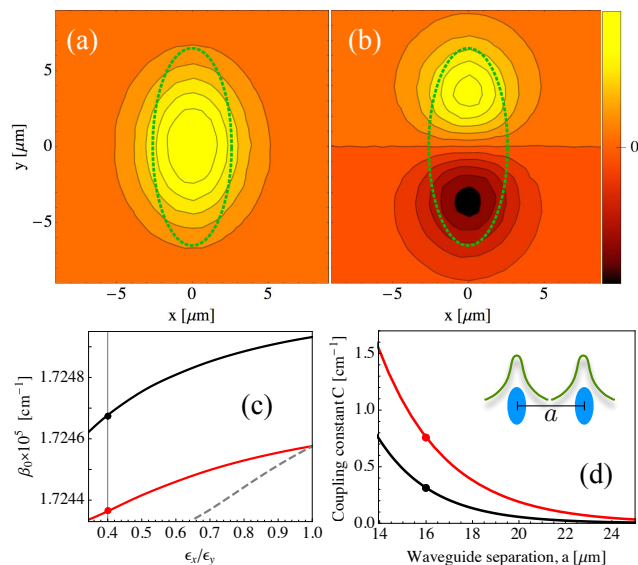 (a)
(b)
y [μm]
5
0
−5
−5
0
5
x [μm]
−5
0
5
x [μm]
0
β₀×10⁵ [cm⁻¹]
1.7248
1.7246
1.7244
(c)
0.4 0.5 0.6 0.7 0.8 0.9 1.0
ϵₓ/ϵᵧ
Coupling constant C [cm⁻¹]
1.5
1.0
0.5
0.0
a
(d)
14 16 18 20 22 24
Waveguide separation, a [μm]